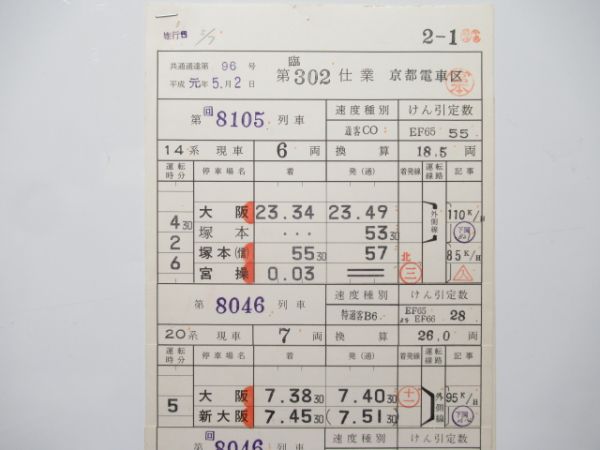 施行日 5/7
2-1
共通運達第 96 号
平成 元年 5月 2日
臨
第302仕業 京都電車区
第 回 8105 列車
速度種別 けん引定数
通客CO EF65 55
14系 現車 6 両 換算 18.5 両
運転時分 停車場名 着 発(通) 着発線 運転線路 記事
大阪 23.34 23.49 外側線 110K/H
4 30 塚本 ... 53 30 下図
2 塚本(信) 55 30 57 北 85K/H
6 宮操 0.03 三
第 8046 列車
速度種別 けん引定数
特通客B6 EF65 EF66 28
20系 現車 7 両 換算 26.0 両
運転時分 停車場名 着 発(通) 着発線 運転線路 記事
大阪 7.38 30 7.40 30 十一 外側線 95K/H
5 新大阪 7.45 30 (7.51 30)
第 回 8046 列車
速度種別 けん引定数